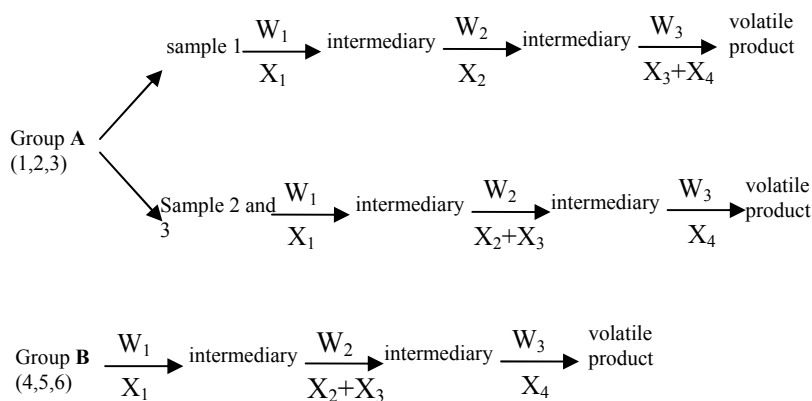 sample 1 W₁ X₁ intermediary W₂ X₂ intermediary W₃ X₃+X₄ volatile product
Group A
(1,2,3)
Sample 2 and 3 W₁ X₁ intermediary W₂ X₂+X₃ intermediary W₃ X₄ volatile product
Group B
(4,5,6)
W₁ X₁ intermediary W₂ X₂+X₃ intermediary W₃ X₄ volatile product